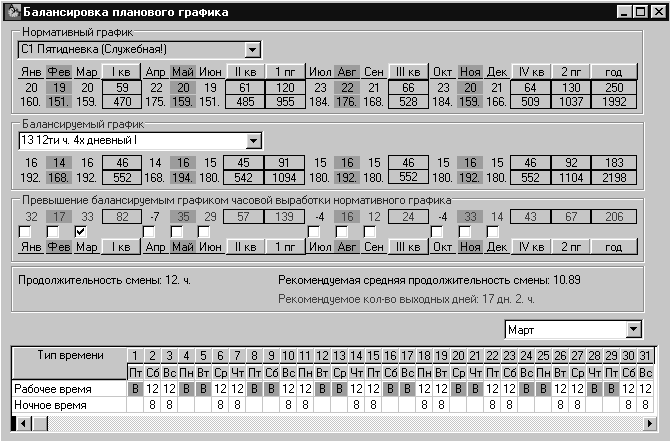 Балансировка планового графика
Нормативный график
С1 Пятидневка (Служебная!)
Янв Фев Мар I кв Апр Май Июн II кв 1 пг Июл Авг Сен III кв Окт Ноя Дек IV кв 2 пг год
20 19 20 59 22 20 19 61 120 23 22 21 66 23 20 21 64 130 250
160. 151. 159. 470 175. 159. 151. 485 955 184. 176. 168. 528 184. 159. 166. 509 1037 1992
Балансируемый график
13 12ти ч. 4х дневный I
16 14 16 46 14 16 15 45 91 15 16 15 46 15 16 15 46 92 183
192. 168. 192. 552 168. 194. 180. 542 1094 180. 192. 180. 552 180. 192. 180. 552 1104 2198
Превышение балансируемым графиком часовой выработки нормативного графика
32 17 33 82 -7 35 29 57 139 -4 16 12 24 -4 33 14 43 67 206
Янв Фев Мар I кв Апр Май Июн II кв 1 пг Июл Авг Сен III кв Окт Ноя Дек IV кв 2 пг год
Продолжительность смены: 12. ч. Рекомендуемая средняя продолжительность смены: 10.89
Рекомендуемое кол-во выходных дней: 17 дн. 2. ч.
Март
Тип времени 1 2 3 4 5 6 7 8 9 10 11 12 13 14 15 16 17 18 19 20 21 22 23 24 25 26 27 28 29 30 31
Пт Сб Вс Пн Вт Ср Чт Пт Сб Вс Пн Вт Ср Чт Пт Сб Вс Пн Вт Ср Чт Пт Сб Вс Пн Вт Ср Чт Пт Сб Вс
Рабочее время В 12 12 В В 12 12 В В 12 12 В В 12 12 В В 12 12 В В 12 12 В В 12 12 В В 12 12
Ночное время 8 8 8 8 8 8 8 8 8 8 8 8 8 8 8 8